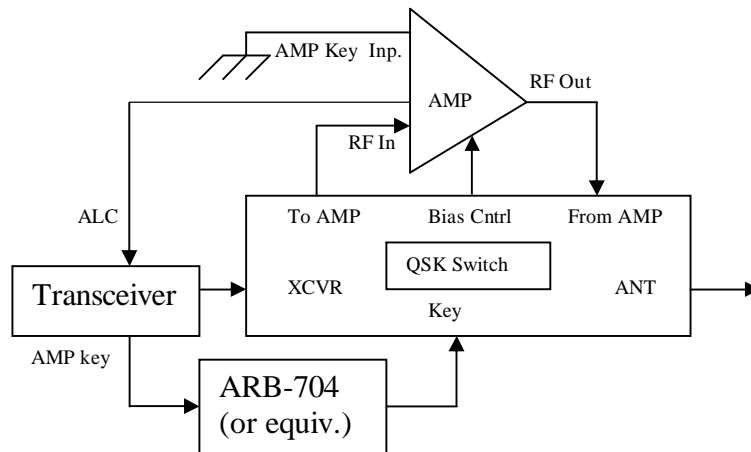 AMP Key Inp.
RF Out
AMP
RF In
ALC
To AMP
Bias Cntrl
From AMP
QSK Switch
Transceiver
XCVR
ANT
Key
AMP key
ARB-704
(or equiv.)